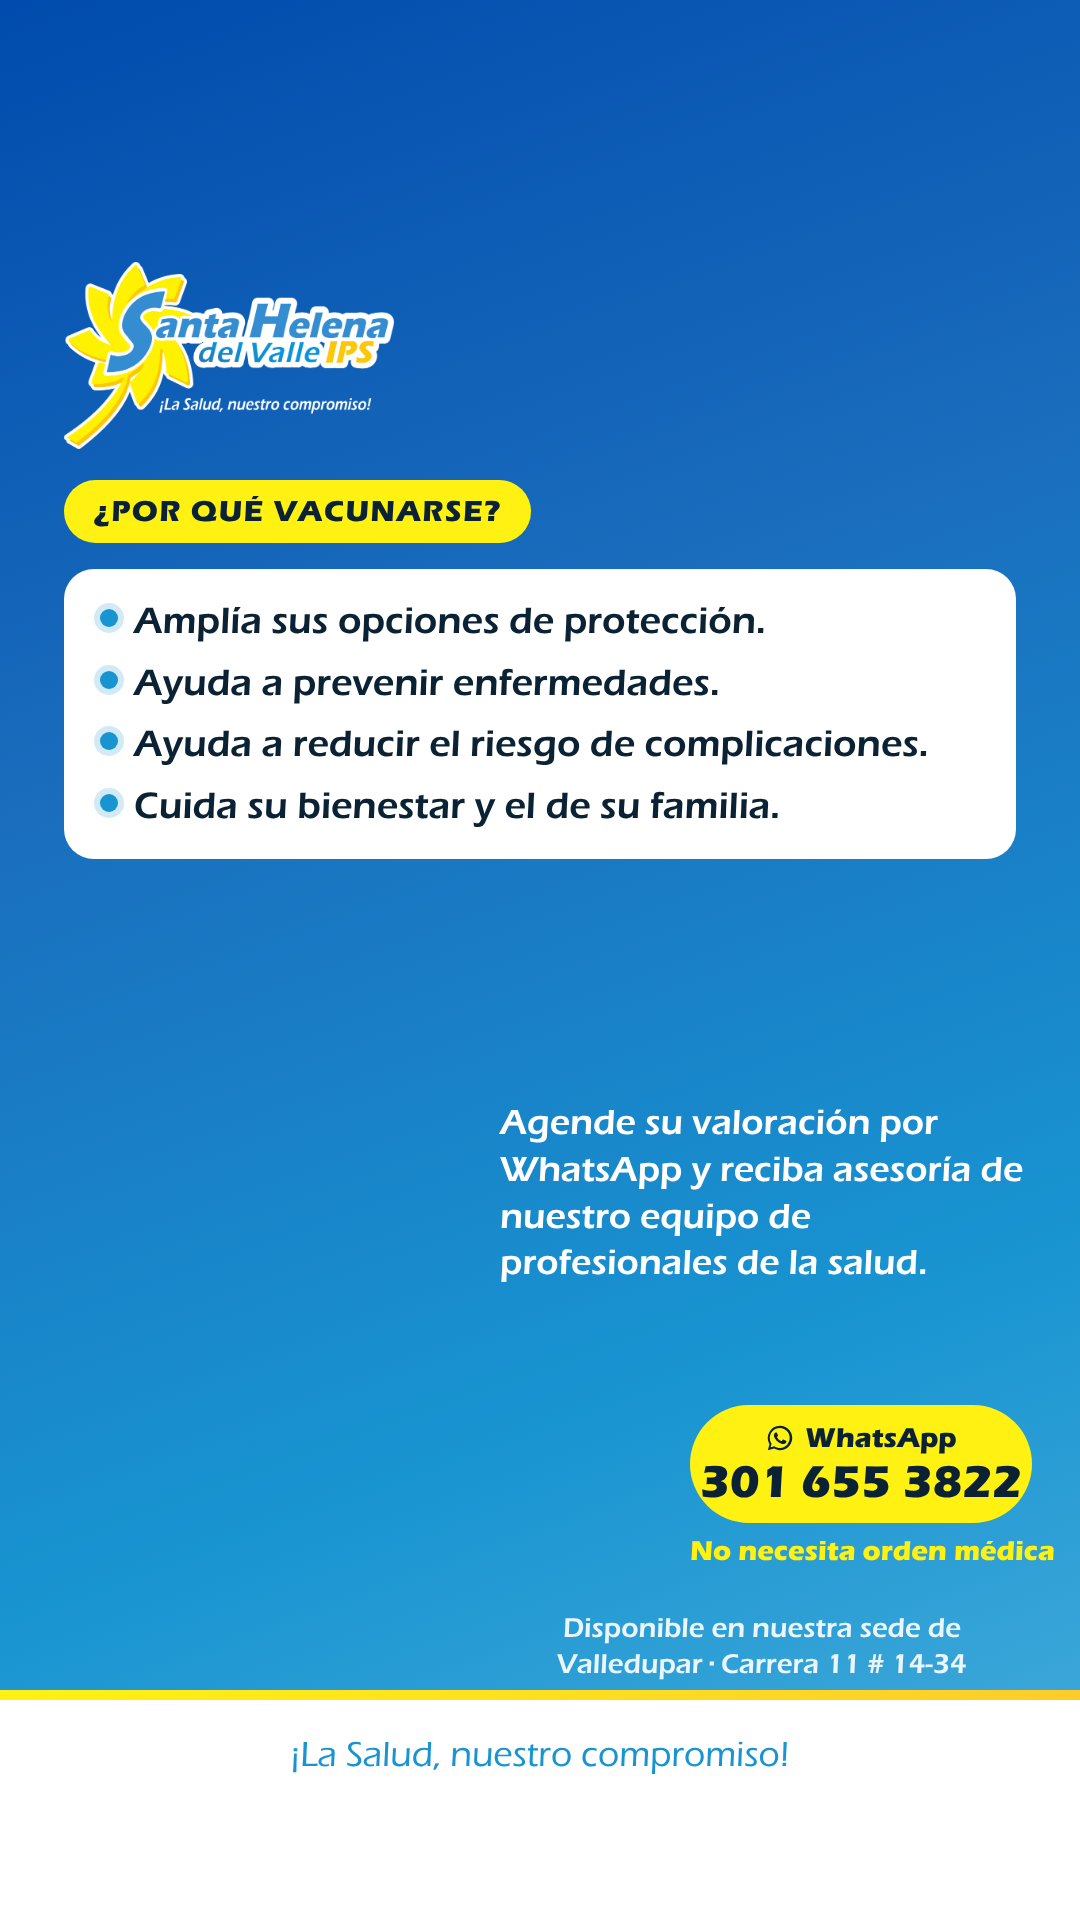 Santa Helena
del Valle IPS
¡La Salud, nuestro compromiso!
¿POR QUÉ VACUNARSE?
Amplía sus opciones de protección.
Ayuda a prevenir enfermedades.
Ayuda a reducir el riesgo de complicaciones.
Cuida su bienestar y el de su familia.
Agende su valoración por
WhatsApp y reciba asesoría de
nuestro equipo de
profesionales de la salud.
WhatsApp
301 655 3822
No necesita orden médica
Disponible en nuestra sede de
Valledupar · Carrera 11 # 14-34
¡La Salud, nuestro compromiso!